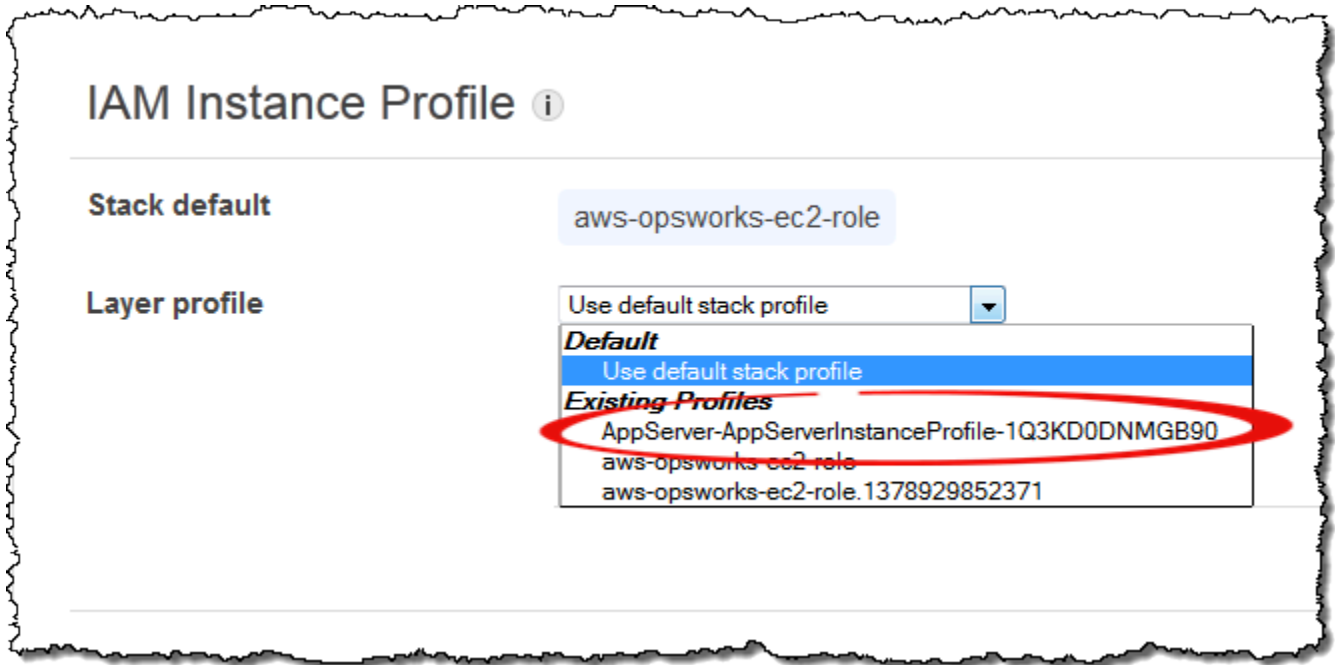 IAM Instance Profile i
Stack default
aws-opsworks-ec2-role
Layer profile
Use default stack profile
Default
Use default stack profile
Existing Profiles
AppServer-AppServerInstanceProfile-1Q3KD0DNMGB90
aws-opsworks-ec2-role
aws-opsworks-ec2-role.1378929852371